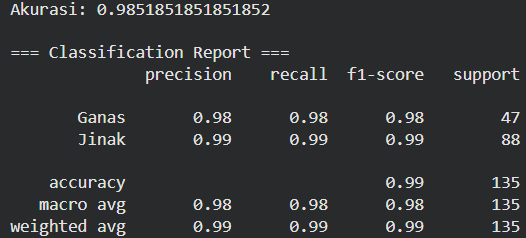 Akurasi: 0.9851851851851852
=== Classification Report ===
precision recall f1-score support
Ganas 0.98 0.98 0.98 47
Jinak 0.99 0.99 0.99 88
accuracy 0.99 135
macro avg 0.98 0.98 0.98 135
weighted avg 0.99 0.99 0.99 135